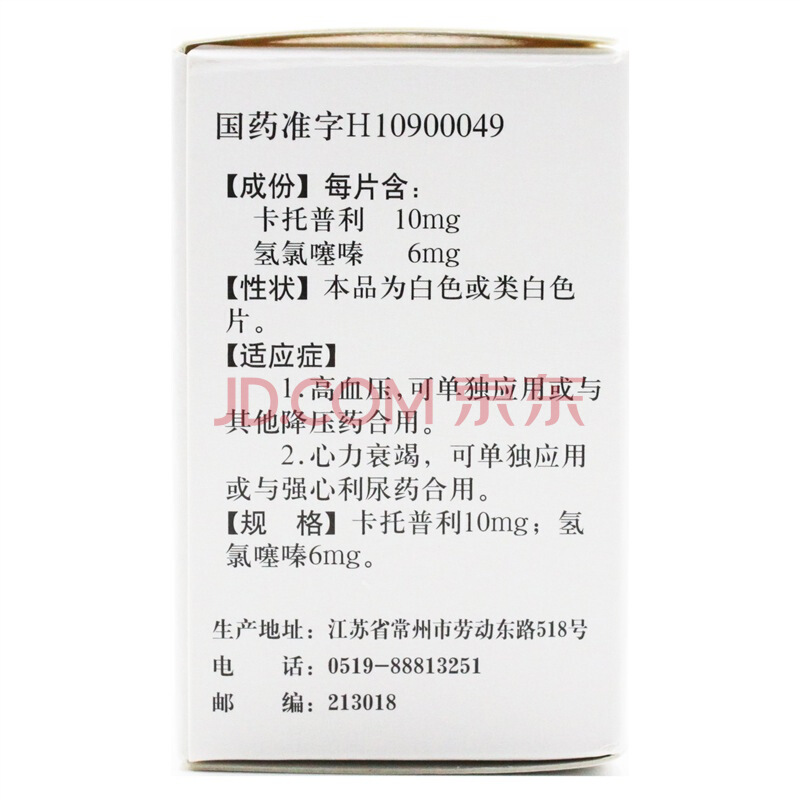 国药准字H10900049
【成份】每片含：
卡托普利 10mg
氢氯噻嗪 6mg
【性状】本品为白色或类白色
片。
【适应症】
1.高血压,可单独应用或与
JD.COM 京东
其他降压药合用。
2.心力衰竭，可单独应用
或与强心利尿药合用。
【规 格】卡托普利10mg；氢
氯噻嗪6mg。
生产地址：江苏省常州市劳动东路518号
电 话：0519-88813251
邮 编：213018